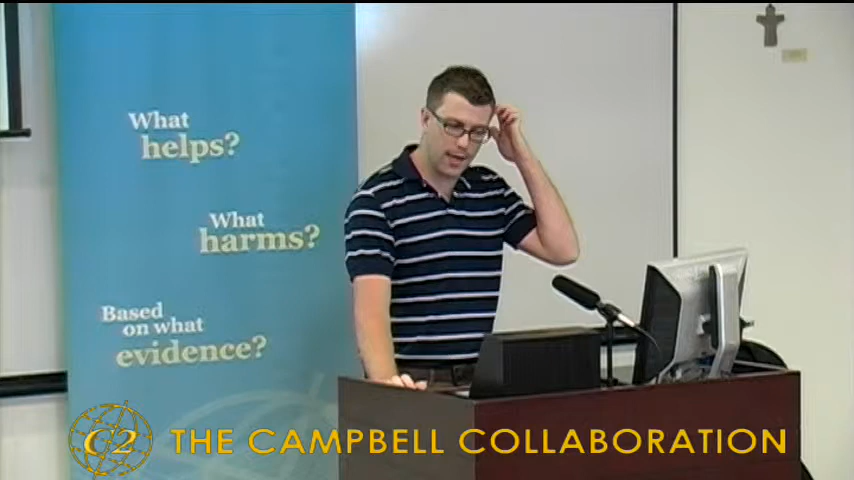 What
helps?
What
harms?
Based
on what
evidence?
C2 THE CAMPBELL COLLABORATION